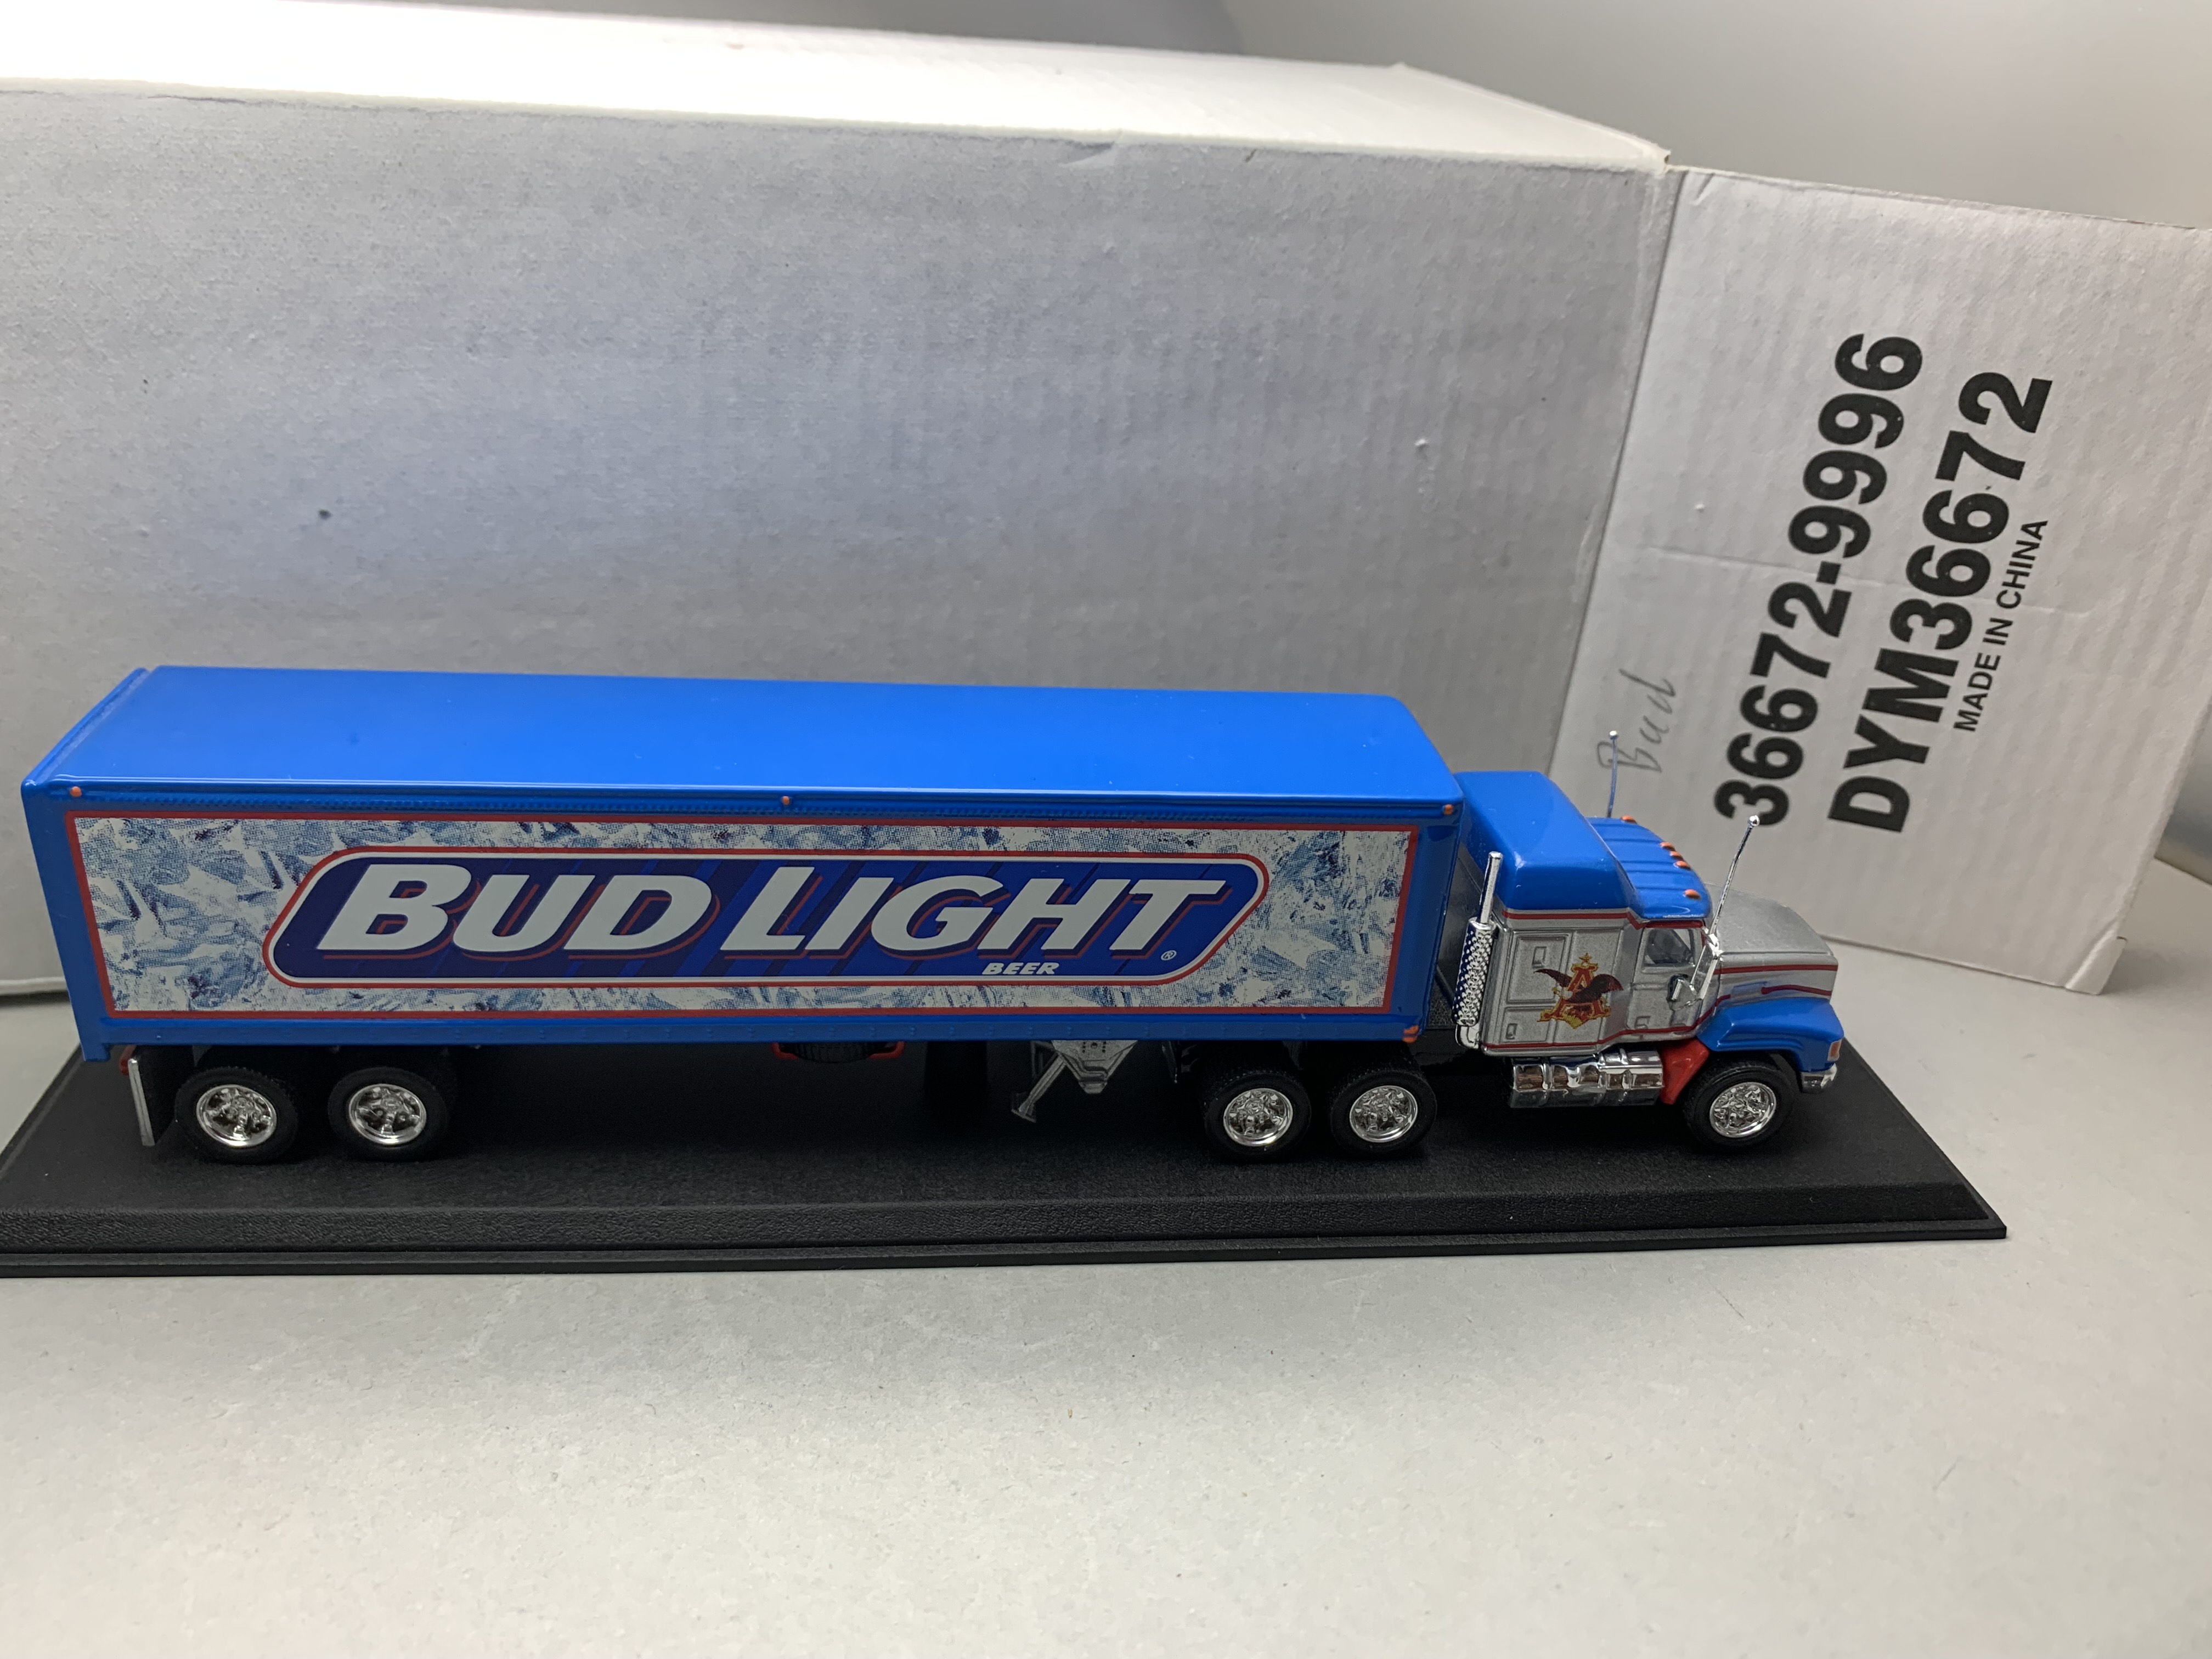 BUD LIGHT
®
BEER
A
Bud
36672-9996
DYM36672
MADE IN CHINA